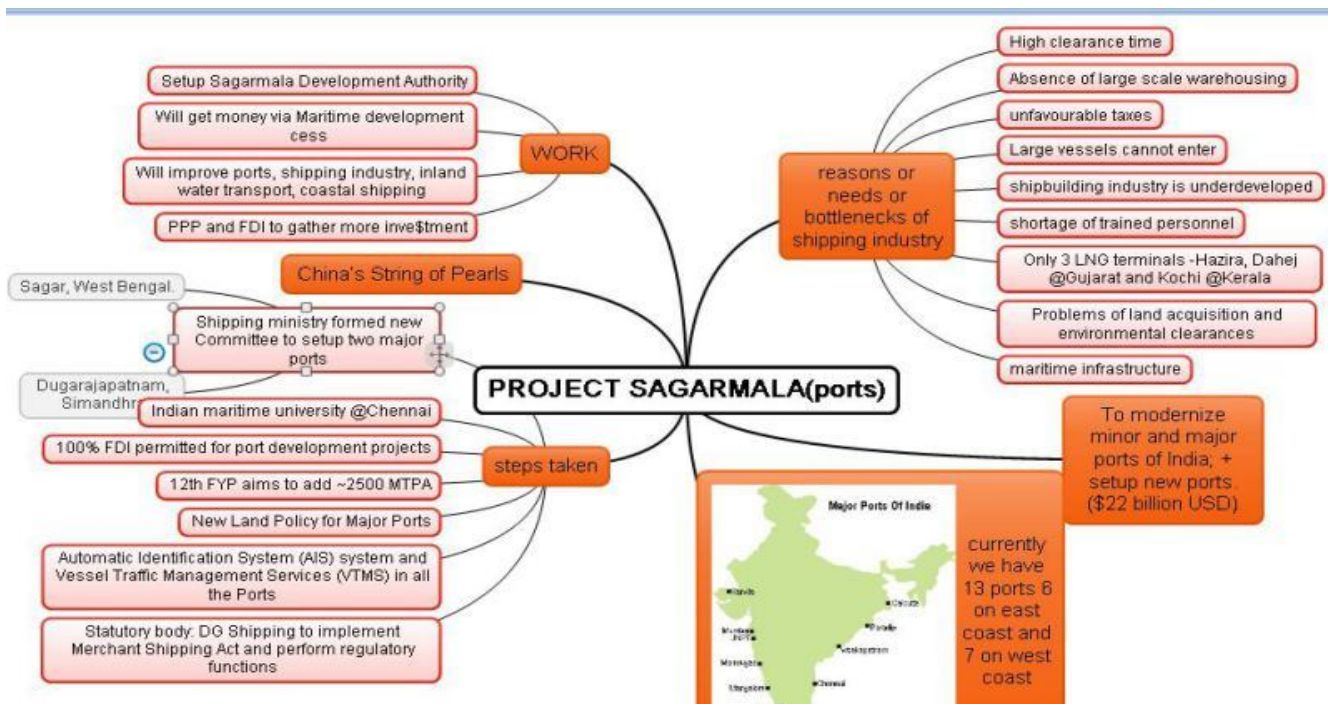 Setup Sagarmala Development Authority
Will get money via Maritime development
cess
Will improve ports, shipping industry, inland
water transport, coastal shipping
PPP and FDI to gather more inve$tment
WORK
China's String of Pearls
Sagar, West Bengal.
Shipping ministry formed new
Committee to setup two major
ports
Dugarajapatnam,
PROJECT SAGARMALA(ports)
steps taken
Indian maritime university @Chennai
100% FDI permitted for port development projects
12th FYP aims to add ~2500 MTPA
New Land Policy for Major Ports
Automatic Identification System (AIS) system and
Vessel Traffic Management Services (VTMS) in all
the Ports
Statutory body: DG Shipping to implement
Merchant Shipping Act and perform regulatory
functions
reasons or
needs or
bottlenecks of
shipping industry
High clearance time
Absence of large scale warehousing
unfavourable taxes
Large vessels cannot enter
shipbuilding industry is underdeveloped
shortage of trained personnel
Only 3 LNG terminals -Hazira, Dahej
@Gujarat and Kochi @Kerala
Problems of land acquisition and
environmental clearances
maritime infrastructure
To modernize
minor and major
ports of India; +
setup new ports.
($22 billion USD)
Major Ports Of India
Chennai
currently
we have
13 ports 6
on east
coast and
7 on west
coast